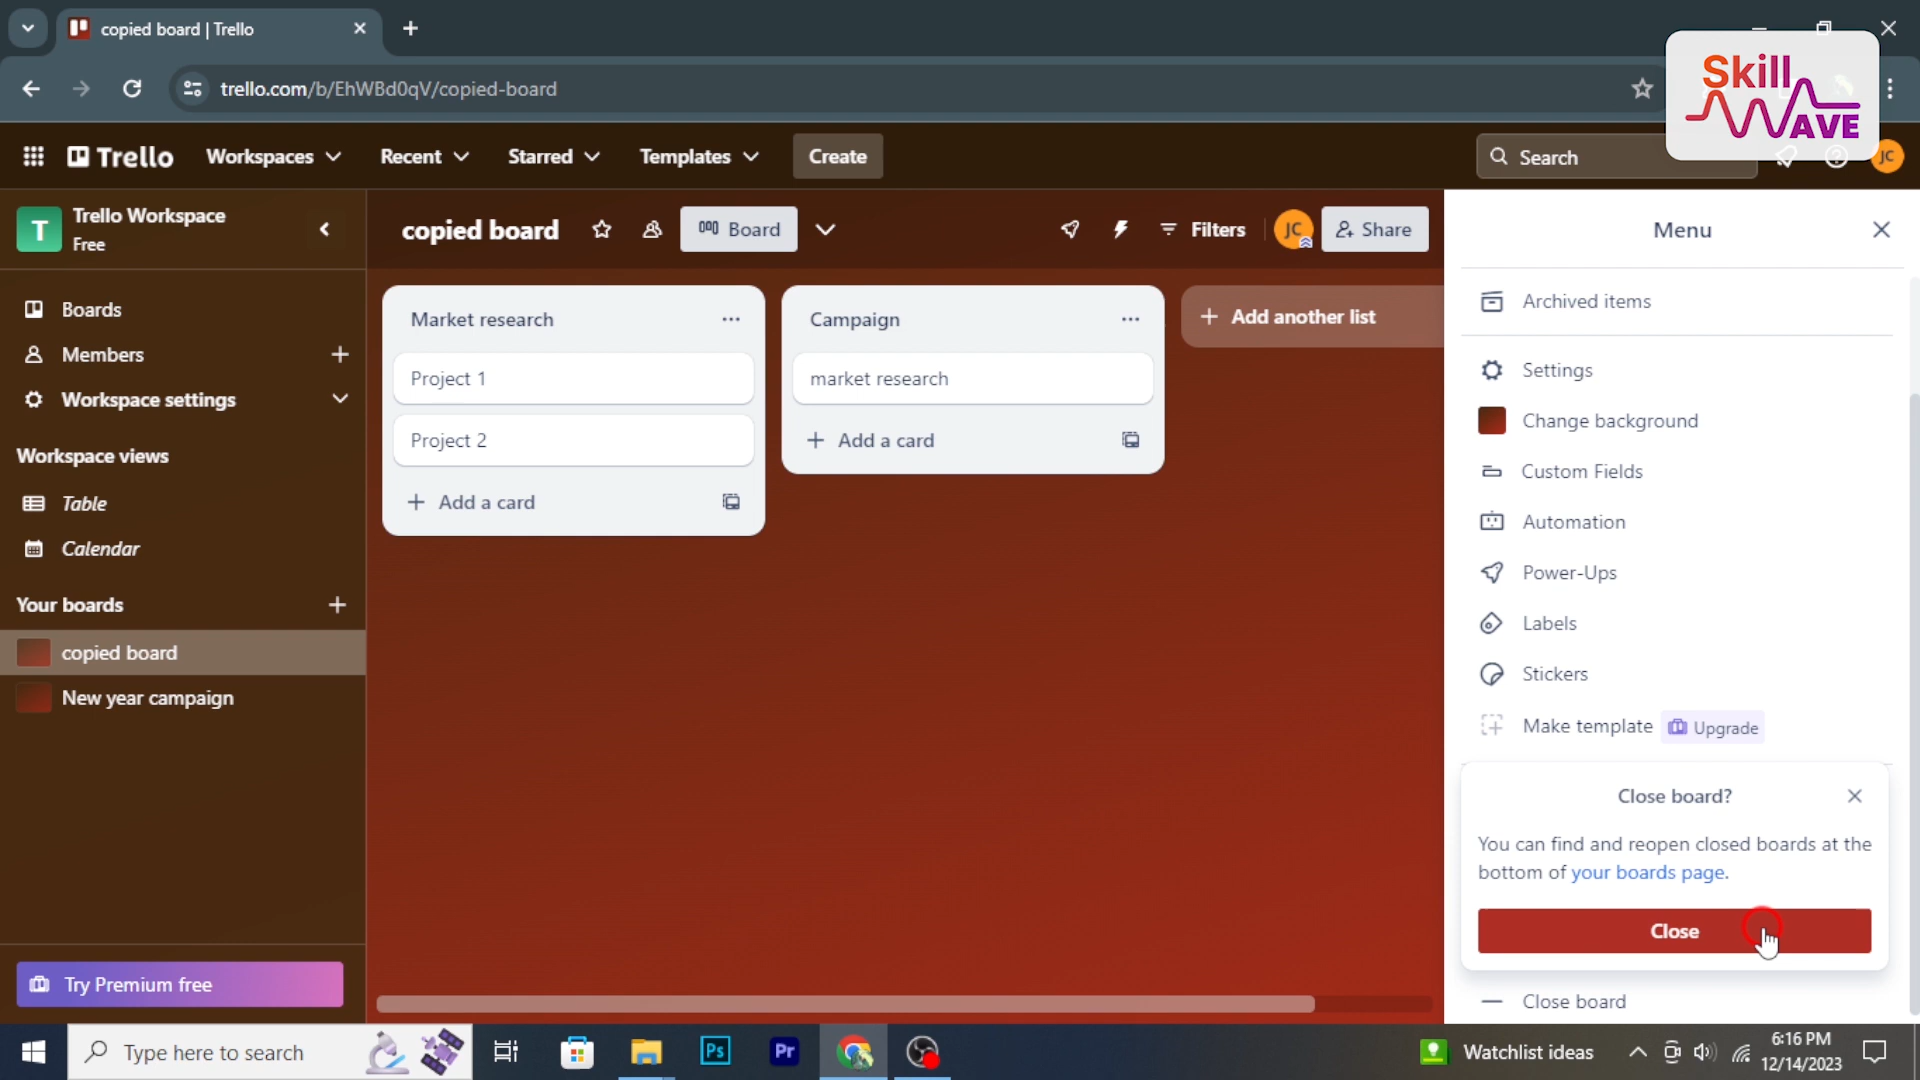 copied board | Trello
trello.com/b/EhWBd0qV/copied-board
Skill
WAVE
Trello
Workspaces
Recent
Starred
Templates
Create
Search
JC
T
Trello Workspace
Free
copied board
Board
Filters
JC
Share
Menu
Boards
Members
Workspace settings
Workspace views
Table
Calendar
Your boards
copied board
New year campaign
Try Premium free
Market research
Project 1
Project 2
Add a card
Campaign
market research
Add a card
Add another list
Archived items
Settings
Change background
Custom Fields
Automation
Power-Ups
Labels
Stickers
Make template
Upgrade
Close board?
You can find and reopen closed boards at the
bottom of your boards page.
Close
Close board
Type here to search
Ps
Pr
Watchlist ideas
6:16 PM
12/14/2023